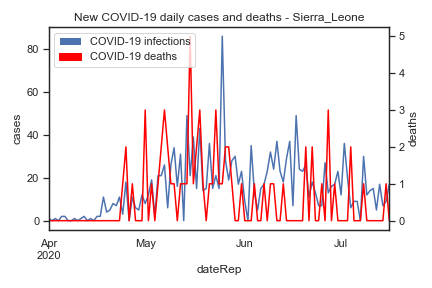 New COVID-19 daily cases and deaths - Sierra_Leone
COVID-19 infections
COVID-19 deaths
80
60
40
20
0
cases
5
4
3
2
1
0
deaths
Apr
2020
May
Jun
Jul
dateRep